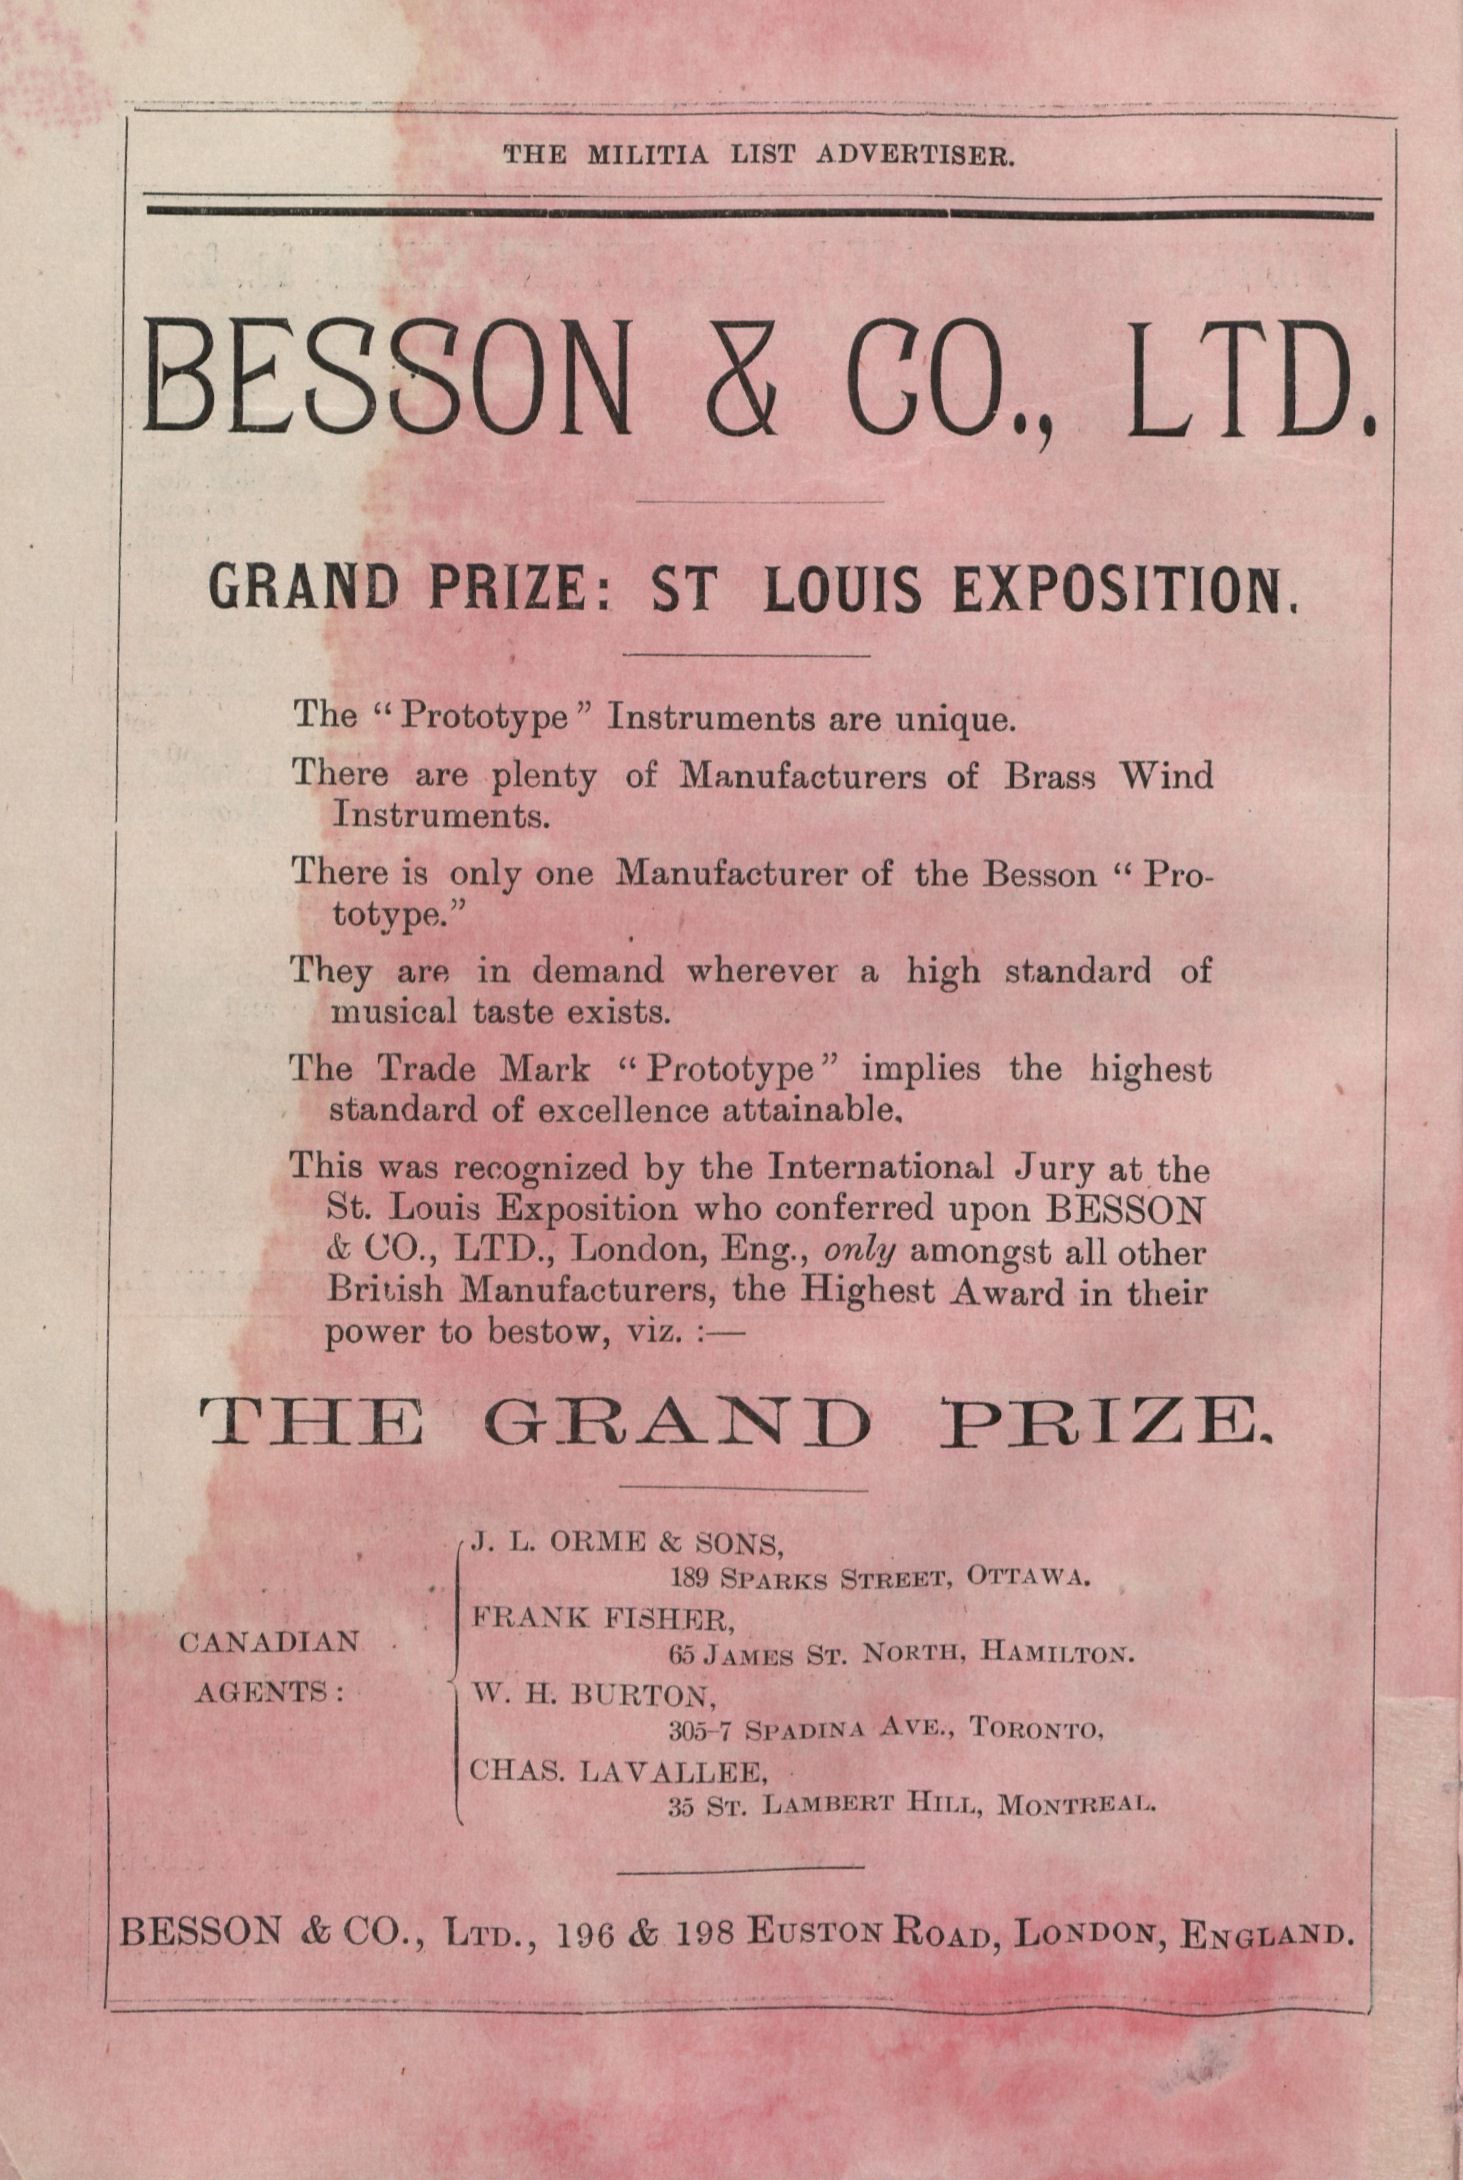 THE MILITIA LIST ADVERTISER.
BESSON & CO., LTD.
GRAND PRIZE: ST LOUIS EXPOSITION.
The “Prototype” Instruments are unique.
There are plenty of Manufacturers of Brass Wind
Instruments.
There is only one Manufacturer of the Besson “Pro-
totype.”
They are in demand wherever a high standard of
musical taste exists.
The Trade Mark “Prototype” implies the highest
standard of excellence attainable.
This was recognized by the International Jury at the
St. Louis Exposition who conferred upon BESSON
& CO., LTD., London, Eng., only amongst all other
British Manufacturers, the Highest Award in their
power to bestow, viz. :—
THE GRAND PRIZE.
CANADIAN
AGENTS:
J. L. ORME & SONS,
189 SPARKS STREET, OTTAWA.
FRANK FISHER,
65 JAMES ST. NORTH, HAMILTON.
W. H. BURTON,
305-7 SPADINA AVE., TORONTO,
CHAS. LAVALLEE,
35 ST. LAMBERT HILL, MONTREAL.
BESSON & CO., LTD., 196 & 198 EUSTON ROAD, LONDON, ENGLAND.